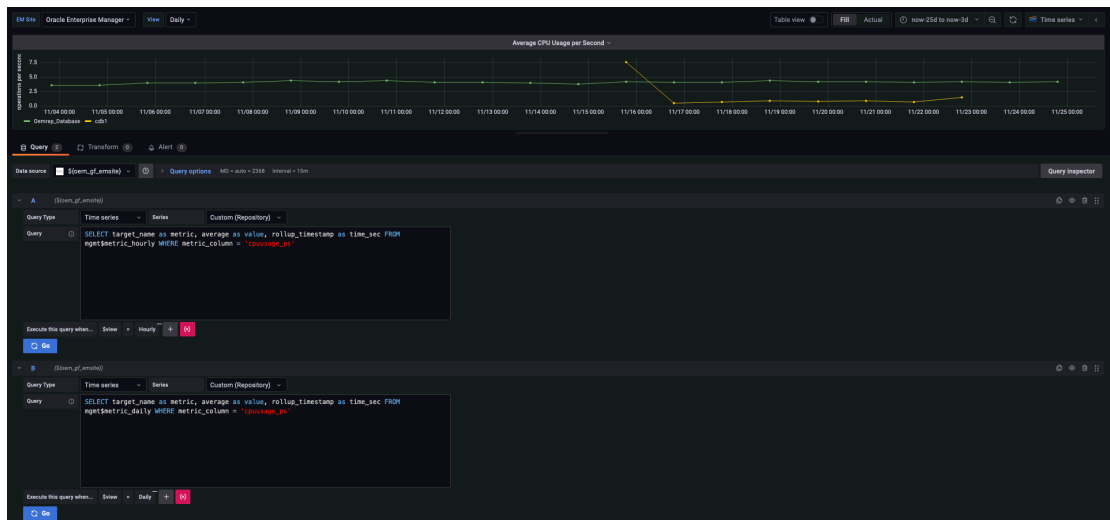 EM Site Oracle Enterprise Manager View Daily Table view Fill Actual now-25d to now-3d Time series
Average CPU Usage per Second
operations per second
7.5
5.0
2.5
0.0
11/04 00:00 11/05 00:00 11/06 00:00 11/07 00:00 11/08 00:00 11/09 00:00 11/10 00:00 11/11 00:00 11/12 00:00 11/13 00:00 11/14 00:00 11/15 00:00 11/16 00:00 11/17 00:00 11/18 00:00 11/19 00:00 11/20 00:00 11/21 00:00 11/22 00:00 11/23 00:00 11/24 00:00 11/25 00:00
Oemrep_Database cdb1
Query 2 Transform 0 Alert 0
Data source ${oem_gf_emsite} Query options MD = auto = 2368 Interval = 15m Query inspector
A (${oem_gf_emsite})
Query Type Time series Series Custom (Repository)
Query SELECT target_name as metric, average as value, rollup_timestamp as time_sec FROM
mgmt$metric_hourly WHERE metric_column = 'cpuusage_ps'
Execute this query when... $view = Hourly + {x}
Go
B (${oem_gf_emsite})
Query Type Time series Series Custom (Repository)
Query SELECT target_name as metric, average as value, rollup_timestamp as time_sec FROM
mgmt$metric_daily WHERE metric_column = 'cpuusage_ps'
Execute this query when... $view = Daily + {x}
Go